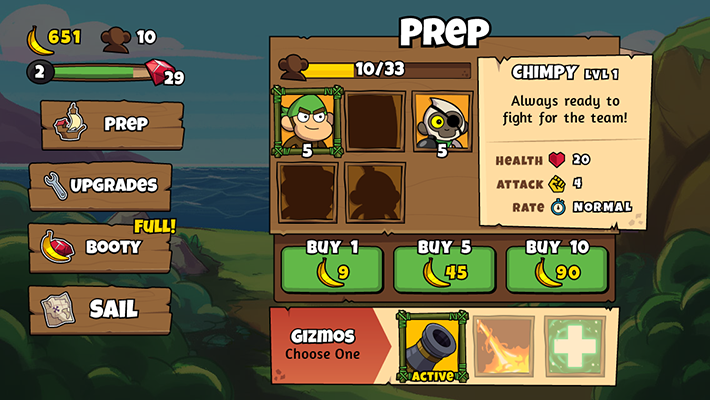 651
10
2
29
PREP
UPGRADES
FULL!
BOOTY
SAIL
PREP
10/33
5
5
CHIMPY LVL 1
Always ready to
fight for the team!
HEALTH 20
ATTACK 4
RATE NORMAL
BUY 1
9
BUY 5
45
BUY 10
90
GIZMOS
Choose One
ACTIVE